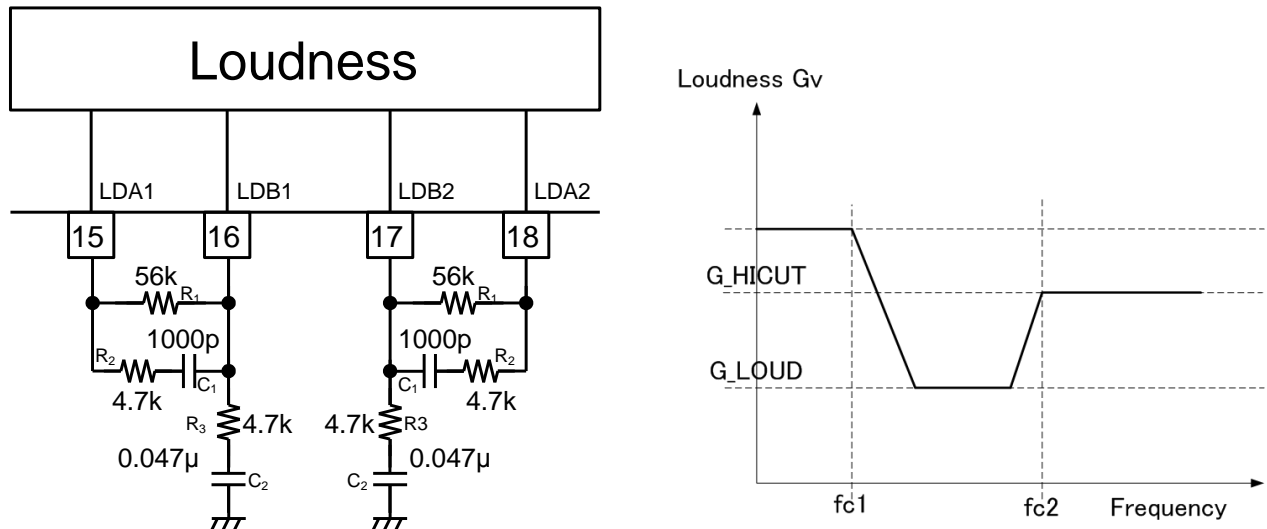 Loudness
LDA1 LDB1 LDB2 LDA2
15 16 17 18
56k 56k
R₁ R₁
1000p 1000p
R₂ C₁ C₁ R₂
4.7k 4.7k
R₃ 4.7k 4.7k R3
0.047µ 0.047µ
C₂ C₂
Loudness Gv
G_HICUT
G_LOUD
fc1 fc2 Frequency